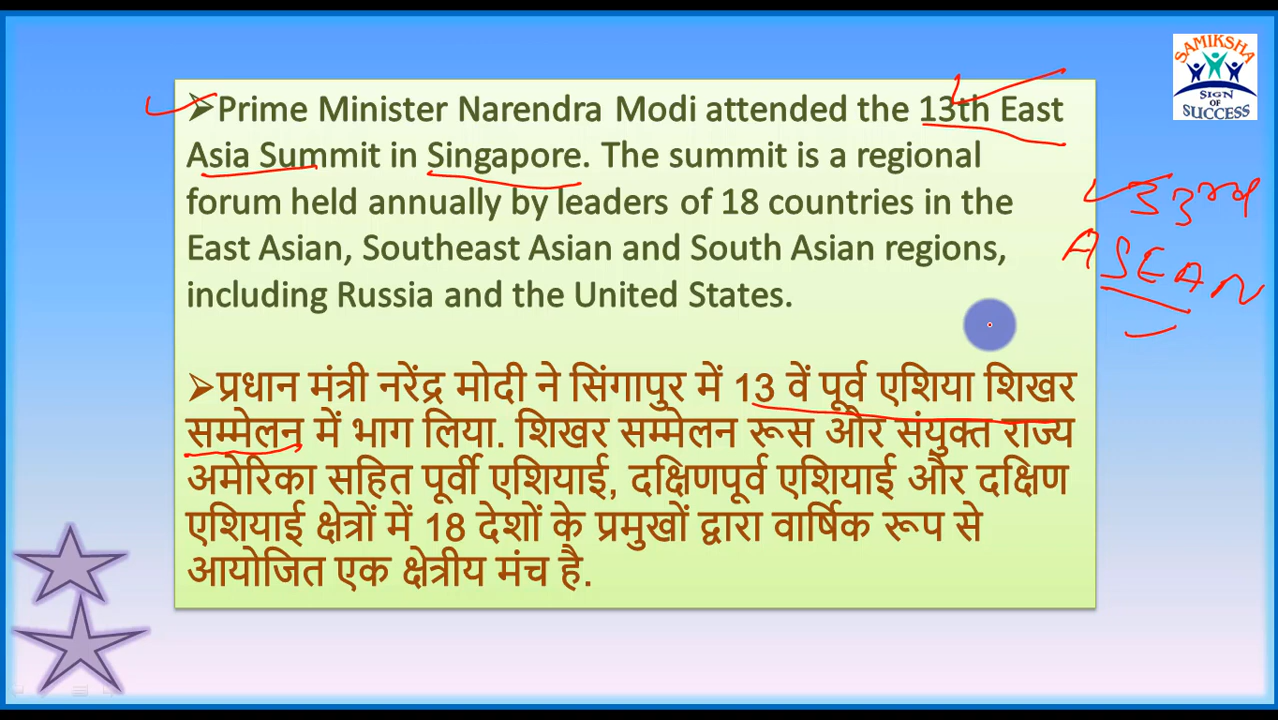 SAMIKSHA
SIGN
OF
SUCCESS
➢Prime Minister Narendra Modi attended the 13th East
Asia Summit in Singapore. The summit is a regional
forum held annually by leaders of 18 countries in the
East Asian, Southeast Asian and South Asian regions,
including Russia and the United States.
33rd
ASEAN
➢प्रधान मंत्री नरेंद्र मोदी ने सिंगापुर में 13 वें पूर्व एशिया शिखर
सम्मेलन में भाग लिया. शिखर सम्मेलन रूस और संयुक्त राज्य
अमेरिका सहित पूर्वी एशियाई, दक्षिणपूर्व एशियाई और दक्षिण
एशियाई क्षेत्रों में 18 देशों के प्रमुखों द्वारा वार्षिक रूप से
आयोजित एक क्षेत्रीय मंच है.